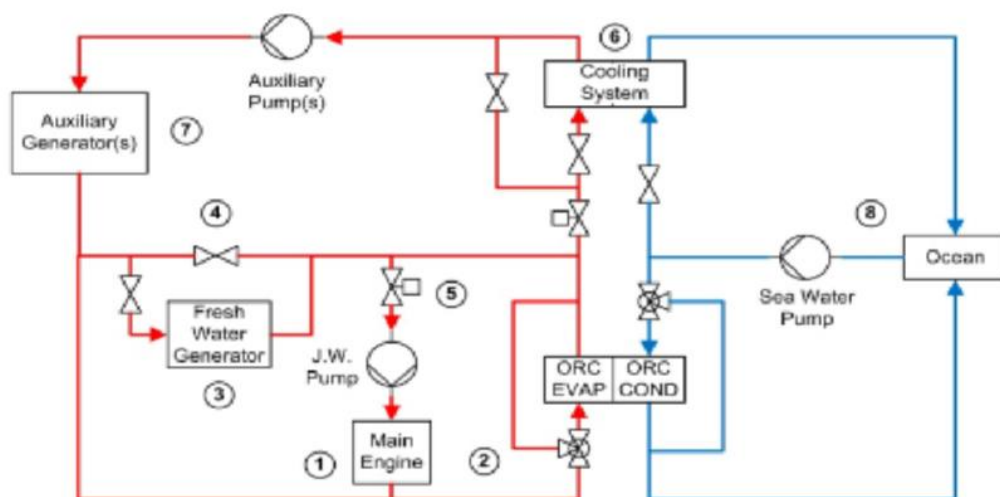 6
Cooling
System
Auxiliary
Pump(s)
Auxiliary
Generator(s)
7
4
8
Ocean
Sea Water
Pump
5
Fresh
Water
Generator
3
J.W.
Pump
ORC
EVAP
ORC
COND
Main
Engine
1
2